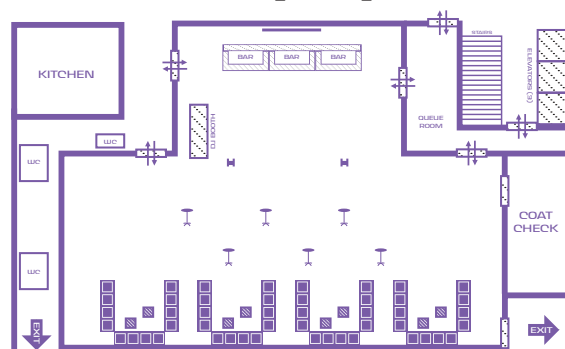 STAIRS
BAR BAR BAR
KITCHEN
ELEVATORS (3)
QUEUE
ROOM
DJ BOOTH
WC
WC
COAT
CHECK
WC
EXIT
EXIT